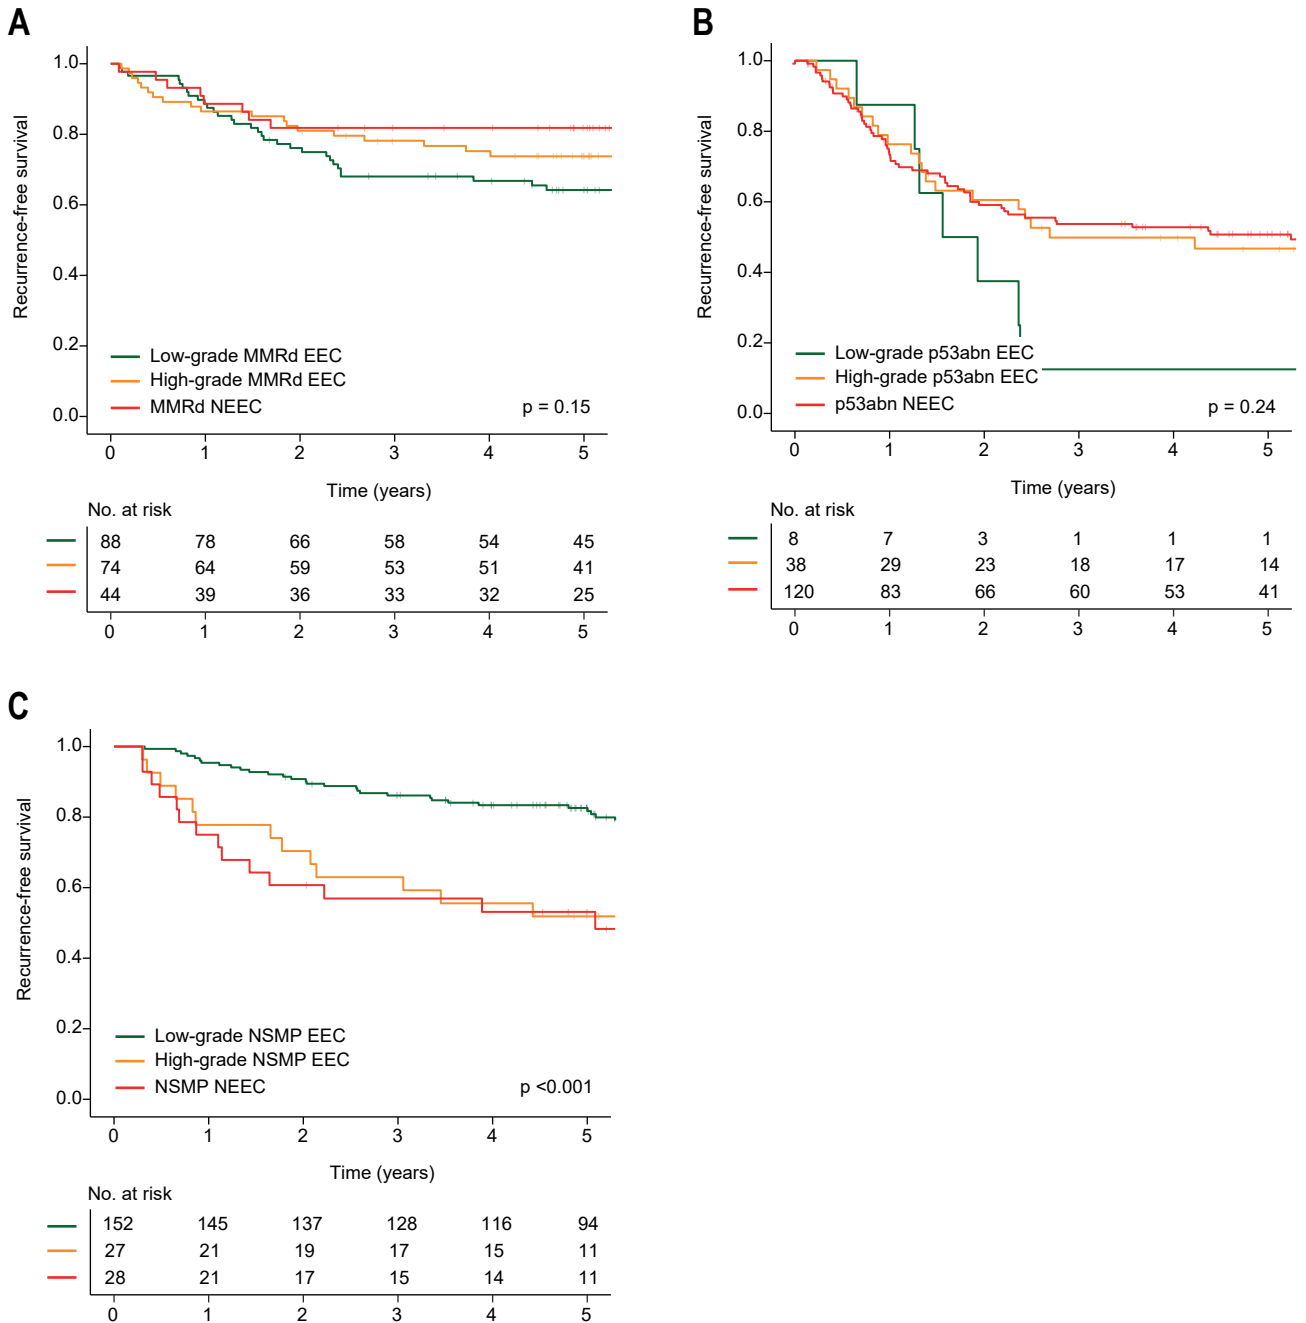 A
Recurrence-free survival
1.0
0.8
0.6
0.4
0.2
0.0
Low-grade MMRd EEC
High-grade MMRd EEC
MMRd NEEC
p = 0.15
0 1 2 3 4 5
Time (years)
No. at risk
88 78 66 58 54 45
74 64 59 53 51 41
44 39 36 33 32 25
0 1 2 3 4 5
B
Recurrence-free survival
1.0
0.8
0.6
0.4
0.2
0.0
Low-grade p53abn EEC
High-grade p53abn EEC
p53abn NEEC
p = 0.24
0 1 2 3 4 5
Time (years)
No. at risk
8 7 3 1 1 1
38 29 23 18 17 14
120 83 66 60 53 41
0 1 2 3 4 5
C
Recurrence-free survival
1.0
0.8
0.6
0.4
0.2
0.0
Low-grade NSMP EEC
High-grade NSMP EEC
NSMP NEEC
p <0.001
0 1 2 3 4 5
Time (years)
No. at risk
152 145 137 128 116 94
27 21 19 17 15 11
28 21 17 15 14 11
0 1 2 3 4 5